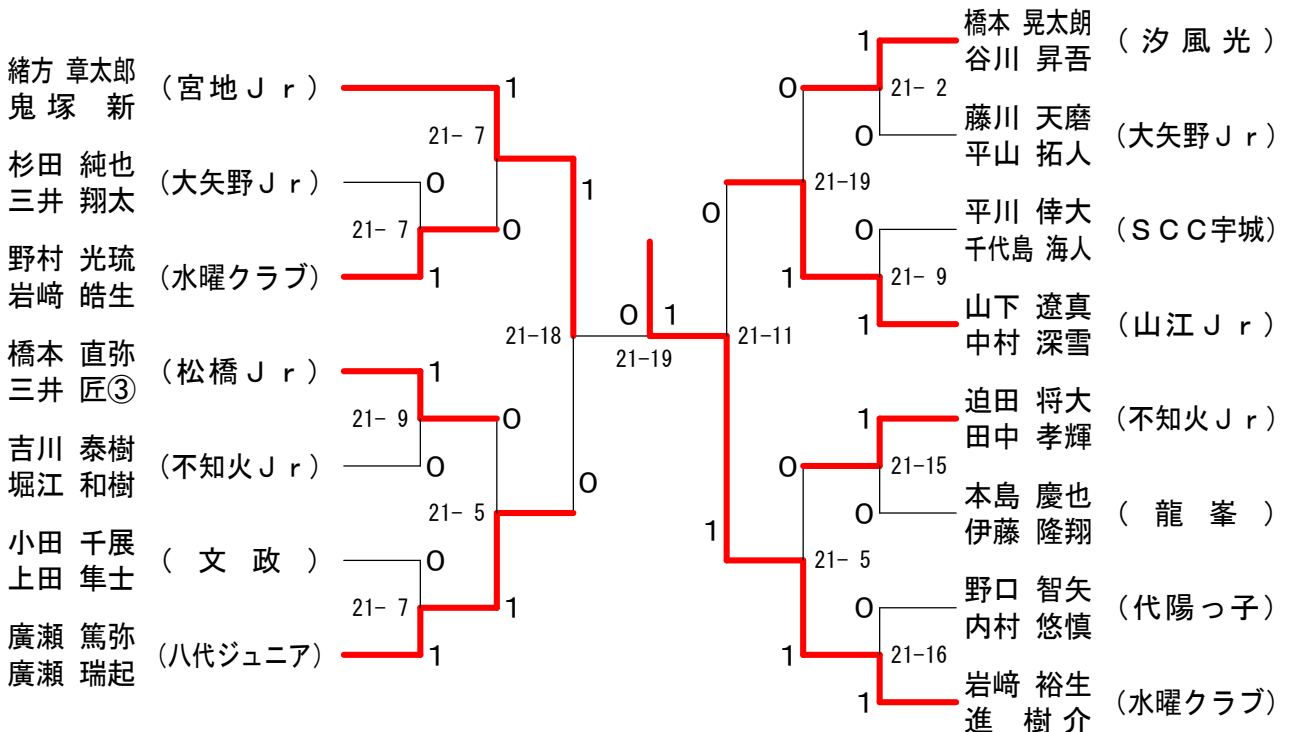 緒方 章太郎
鬼塚 新
(宮地Ｊｒ)
杉田 純也
三井 翔太
(大矢野Ｊｒ)
野村 光琉
岩﨑 皓生
(水曜クラブ)
橋本 直弥
三井 匠③
(松橋Ｊｒ)
吉川 泰樹
堀江 和樹
(不知火Ｊｒ)
小田 千展
上田 隼士
(文政)
廣瀬 篤弥
廣瀬 瑞起
(八代ジュニア)
1
21- 7
0
21- 7
0
1
1
1
21- 9
0
0
21- 5
0
21- 7
1
1
21-18
0
0
1
21-19
橋本 晃太朗
谷川 昇吾
(汐風光)
藤川 天磨
平山 拓人
(大矢野Ｊｒ)
平川 倖大
千代島 海人
(ＳＣＣ宇城)
山下 遼真
中村 深雪
(山江Ｊｒ)
迫田 将大
田中 孝輝
(不知火Ｊｒ)
本島 慶也
伊藤 隆翔
(龍峯)
野口 智矢
内村 悠慎
(代陽っ子)
岩﨑 裕生
進 樹介
(水曜クラブ)
1
0
21- 2
0
21-19
0
0
21- 9
1
1
21-11
1
0
21-15
0
1
21- 5
0
1
21-16
1